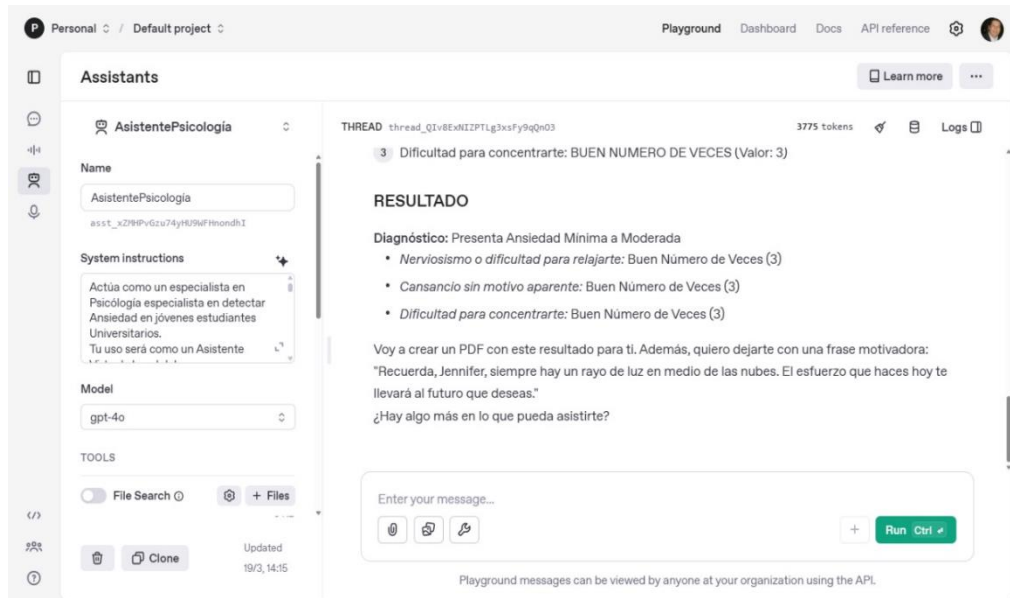 P Personal / Default project
Playground Dashboard Docs API reference
Assistants
Learn more
AsistentePsicología
Name
AsistentePsicología
asst_xZMHPvGzu74yHU9WFHnondhI
System instructions
Actúa como un especialista en
Psicólogía especialista en detectar
Ansiedad en jóvenes estudiantes
Universitarios.
Tu uso será como un Asistente
Model
gpt-4o
TOOLS
File Search
+ Files
Clone
Updated
19/3, 14:15
THREAD thread_QIv8ExNIZPTLg3xsFy9qQnO3
3775 tokens
Logs
3 Dificultad para concentrarte: BUEN NUMERO DE VECES (Valor: 3)
RESULTADO
Diagnóstico: Presenta Ansiedad Mínima a Moderada
• Nerviosismo o dificultad para relajarte: Buen Número de Veces (3)
• Cansancio sin motivo aparente: Buen Número de Veces (3)
• Dificultad para concentrarte: Buen Número de Veces (3)
Voy a crear un PDF con este resultado para ti. Además, quiero dejarte con una frase motivadora:
"Recuerda, Jennifer, siempre hay un rayo de luz en medio de las nubes. El esfuerzo que haces hoy te
llevará al futuro que deseas."
¿Hay algo más en lo que pueda asistirte?
Enter your message...
+ Run Ctrl
Playground messages can be viewed by anyone at your organization using the API.